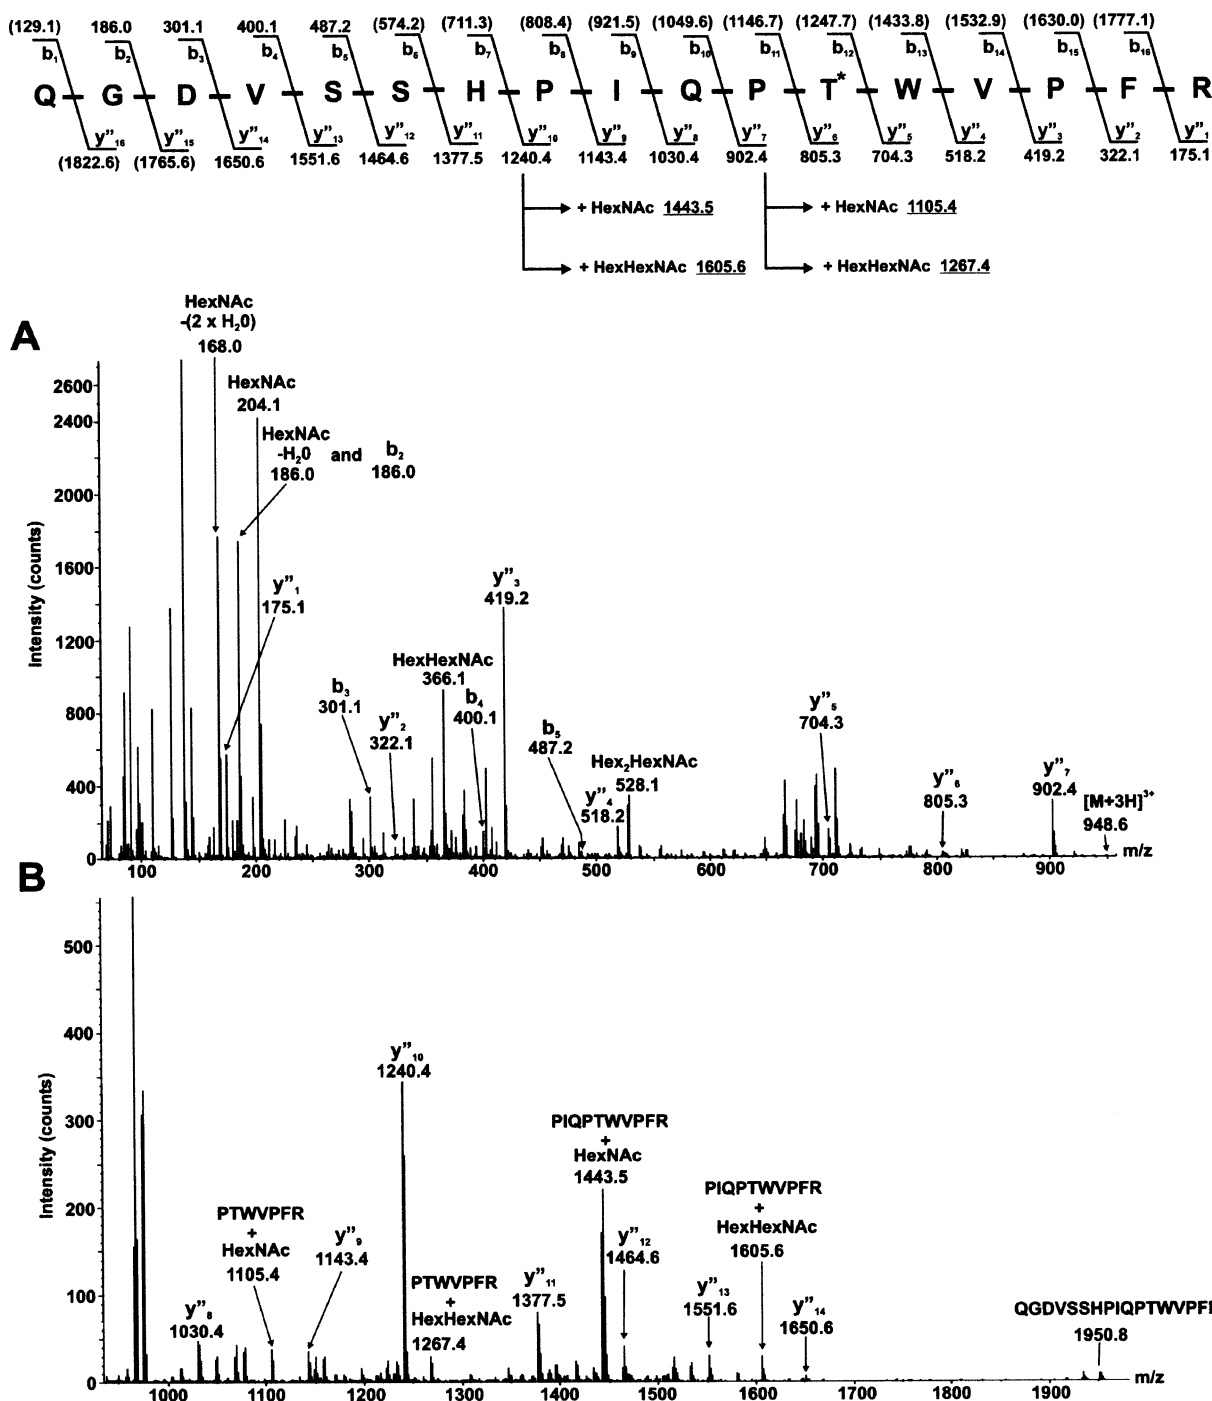 (129.1) 186.0 301.1 400.1 487.2 (574.2) (711.3) (808.4) (921.5) (1049.6) (1146.7) (1247.7) (1433.8) (1532.9) (1630.0) (1777.1)
b₁ b₂ b₃ b₄ b₅ b₆ b₇ b₈ b₉ b₁₀ b₁₁ b₁₂ b₁₃ b₁₄ b₁₅ b₁₆
Q G D V S S H P I Q P T* W V P F R
y”₁₆ y”₁₅ y”₁₄ y”₁₃ y”₁₂ y”₁₁ y”₁₀ y”₉ y”₈ y”₇ y”₆ y”₅ y”₄ y”₃ y”₂ y”₁
(1822.6) (1765.6) 1650.6 1551.6 1464.6 1377.5 1240.4 1143.4 1030.4 902.4 805.3 704.3 518.2 419.2 322.1 175.1
+ HexNAc 1443.5 + HexNAc 1105.4
+ HexHexNAc 1605.6 + HexHexNAc 1267.4
A
HexNAc
-(2 x H₂0)
168.0
HexNAc
204.1
HexNAc
-H₂0 and b₂
186.0 186.0
y”₁
175.1
b₃
301.1
y”₂
322.1
HexHexNAc
366.1
b₄
400.1
y”₃
419.2
b₅
487.2
Hex₂HexNAc
528.1
y”₄
518.2
y”₅
704.3
y”₆
805.3
y”₇
902.4
[M+3H]³⁺
948.6
Intensity (counts)
2600
2400
2000
1600
1200
800
400
0
100 200 300 400 500 600 700 800 900 m/z
B
y”₈
1030.4
PTWVPFR
+
HexNAc
1105.4
y”₉
1143.4
y”₁₀
1240.4
PTWVPFR
+
HexHexNAc
1267.4
y”₁₁
1377.5
PIQPTWVPFR
+
HexNAc
1443.5
y”₁₂
1464.6
y”₁₃
1551.6
PIQPTWVPFR
+
HexHexNAc
1605.6
y”₁₄
1650.6
QGDVSSHPIQPTWVPF
1950.8
Intensity (counts)
500
400
300
200
100
0
1000 1100 1200 1300 1400 1500 1600 1700 1800 1900 m/z